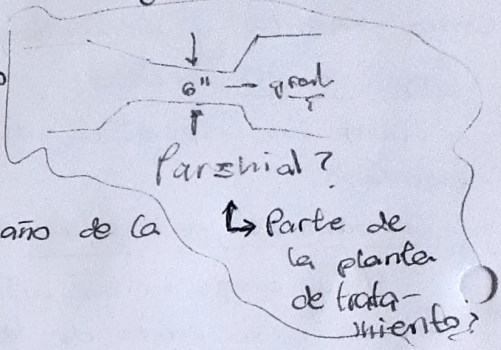 6"
Parshial?
año de la
↳ Parte de
la planta
de trata-
miento?